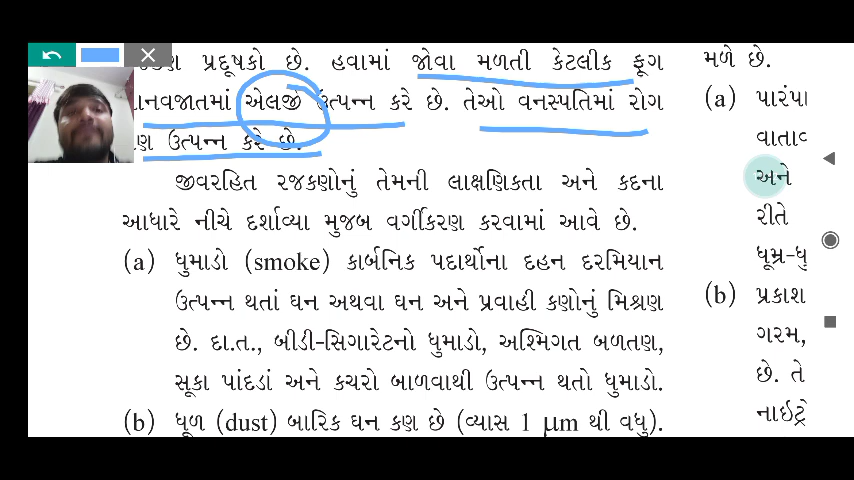 પ્રદૂષકો છે. હવામાં જોવા મળતી કેટલીક ફૂગ
માનવજાતમાં એલર્જી ઉત્પન્ન કરે છે. તેઓ વનસ્પતિમાં રોગ
પણ ઉત્પન્ન કરે છે.
જીવરહિત રજકણોનું તેમની લાક્ષણિકતા અને કદના
આધારે નીચે દર્શાવ્યા મુજબ વર્ગીકરણ કરવામાં આવે છે.
(a) ધુમાડો (smoke) કાર્બનિક પદાર્થોના દહન દરમિયાન
ઉત્પન્ન થતાં ઘન અથવા ઘન અને પ્રવાહી કણોનું મિશ્રણ
છે. દા.ત., બીડી-સિગારેટનો ધુમાડો, અશ્મિગત બળતણ,
સૂકા પાંદડાં અને કચરો બાળવાથી ઉત્પન્ન થતો ધુમાડો.
(b) ધૂળ (dust) બારિક ઘન કણ છે (વ્યાસ 1 μm થી વધુ).
મળે છે.
(a) પારંપા
વાતાવ
અને
રીતે
ધૂમ્ર-ધુ
(b) પ્રકાશ
ગરમ,
છે. તે
નાઇટ્રે